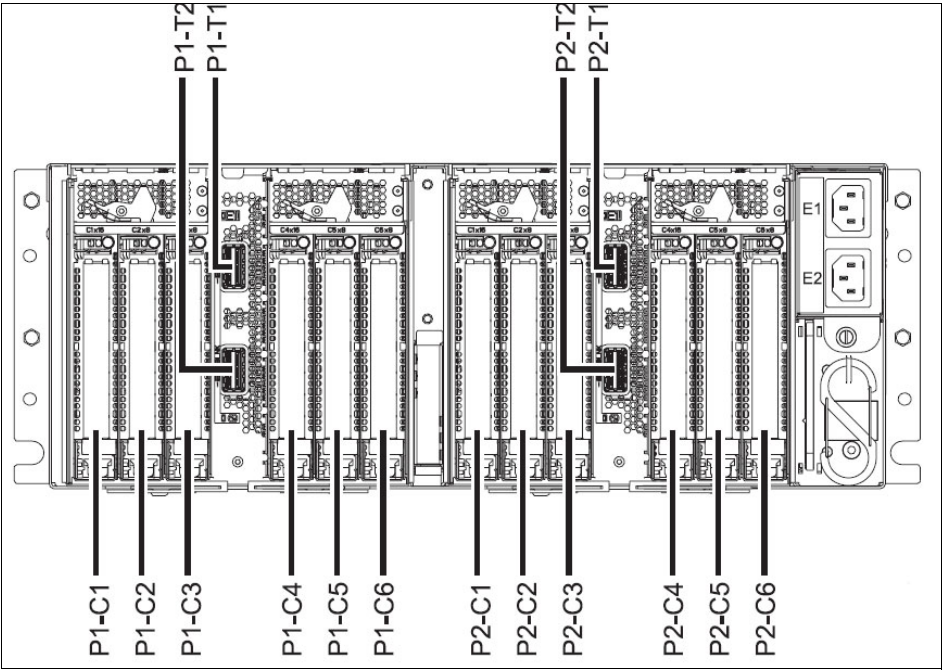 P1-T2
P1-T1
P2-T2
P2-T1
C1x16
C2x8
C4x16
C5x8
C6x8
C1x16
C2x8
C4x16
C5x8
C6x8
E1
E2
P1-C1
P1-C2
P1-C3
P1-C4
P1-C5
P1-C6
P2-C1
P2-C2
P2-C3
P2-C4
P2-C5
P2-C6